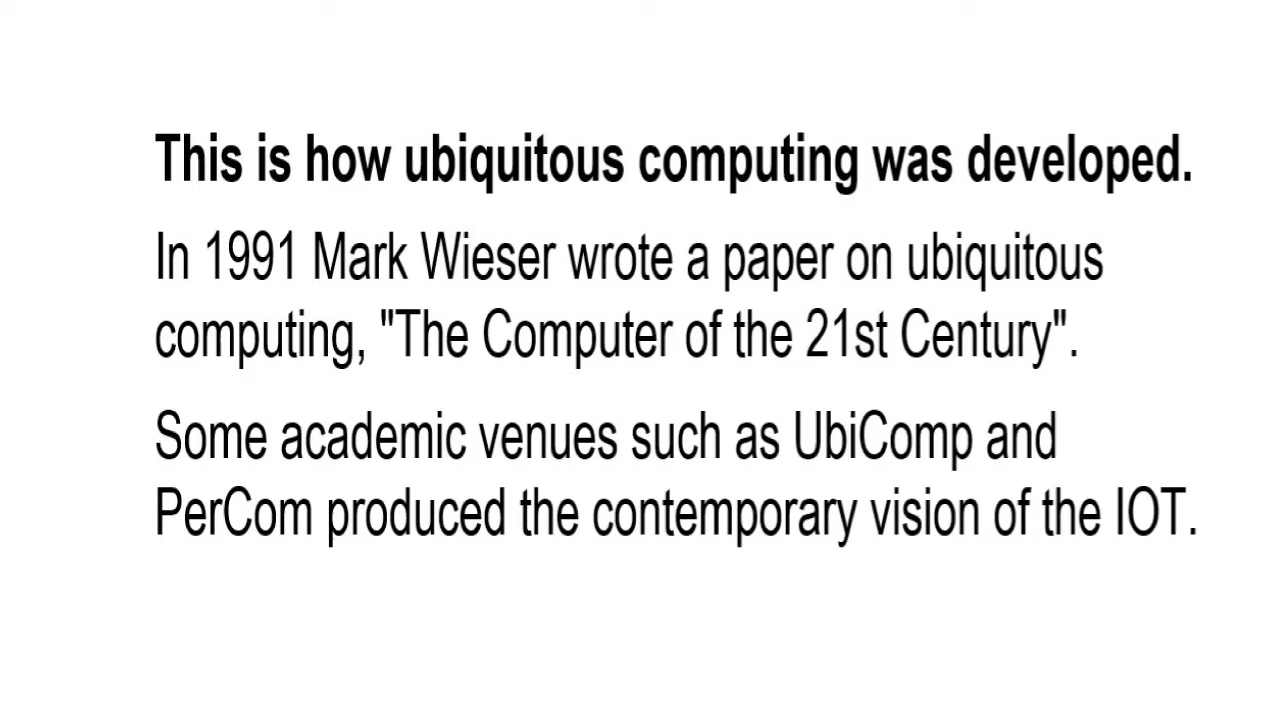 This is how ubiquitous computing was developed.
In 1991 Mark Wieser wrote a paper on ubiquitous
computing, "The Computer of the 21st Century".
Some academic venues such as UbiComp and
PerCom produced the contemporary vision of the IOT.